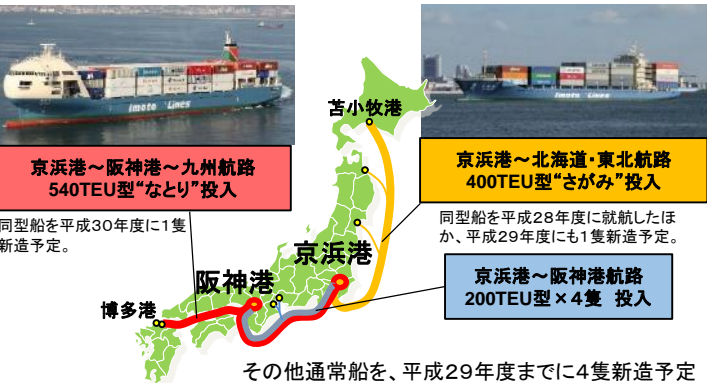 Imoto Lines
Imoto Lines
苫小牧港
京浜港～阪神港～九州航路
540TEU型“なとり”投入
同型船を平成30年度に1隻
新造予定。
京浜港～北海道・東北航路
400TEU型“さがみ”投入
同型船を平成28年度に就航したほ
か、平成29年度にも1隻新造予定。
京浜港
阪神港
博多港
京浜港～阪神港航路
200TEU型×4隻 投入
その他通常船を、平成29年度までに4隻新造予定